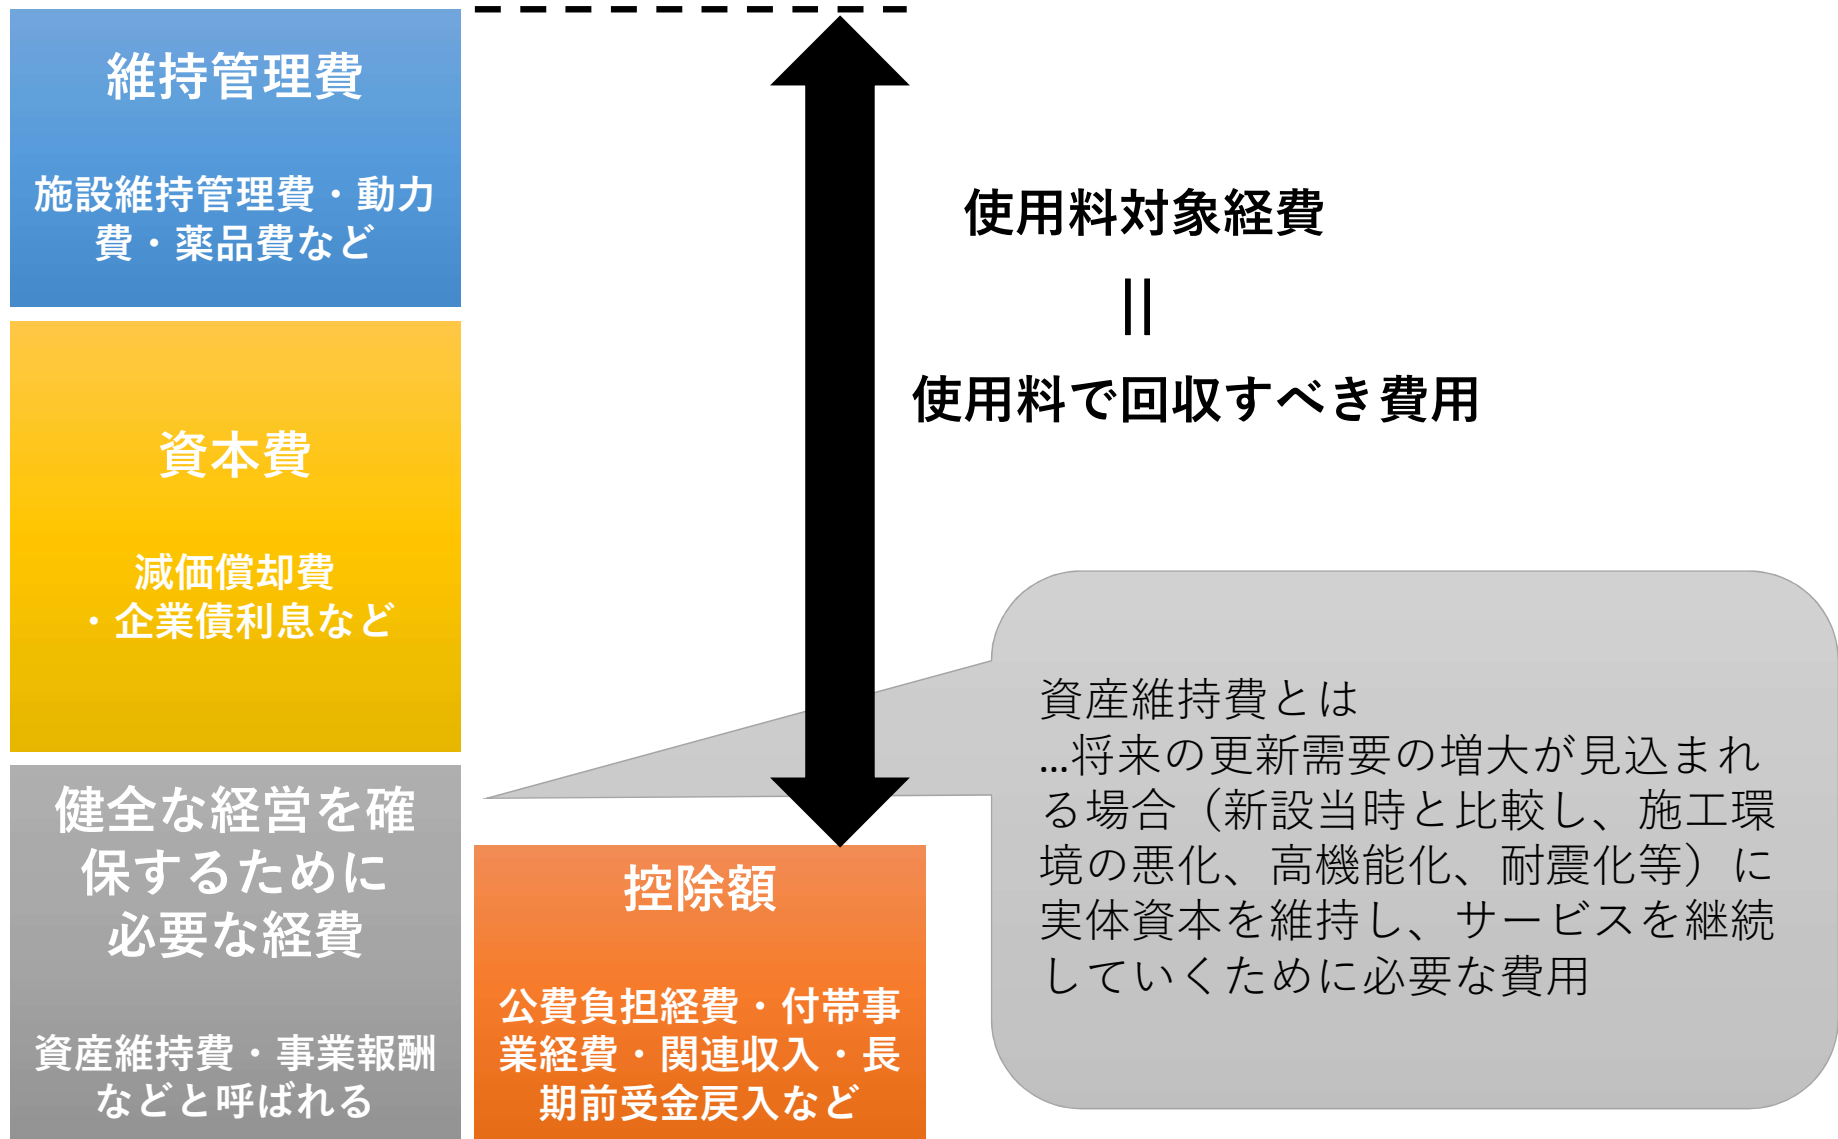 維持管理費
施設維持管理費・動力
費・薬品費など
資本費
減価償却費
・企業債利息など
健全な経営を確
保するために
必要な経費
資産維持費・事業報酬
などと呼ばれる
控除額
公費負担経費・付帯事
業経費・関連収入・長
期前受金戻入など
使用料対象経費
||
使用料で回収すべき費用
資産維持費とは
…将来の更新需要の増大が見込まれ
る場合（新設当時と比較し、施工環
境の悪化、高機能化、耐震化等）に
実体資本を維持し、サービスを継続
していくために必要な費用